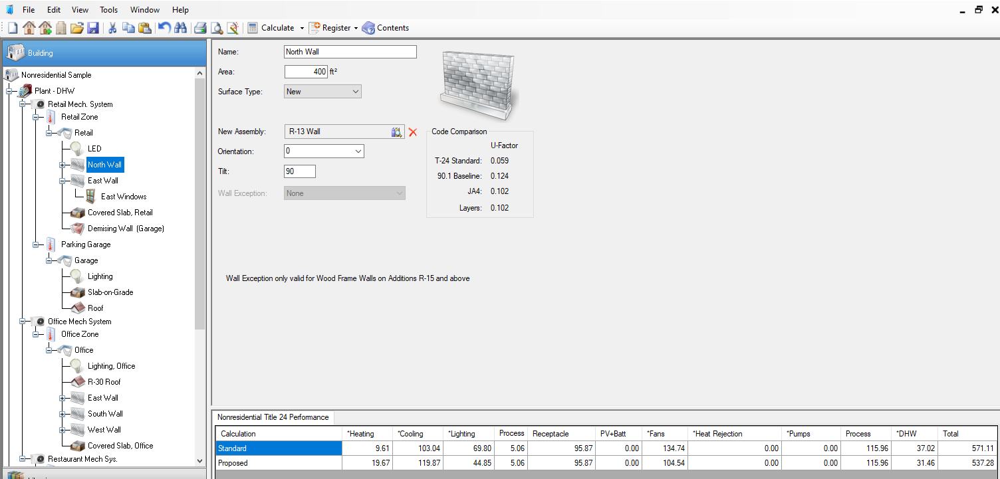 File Edit View Tools Window Help
Calculate Register Contents
Building
Nonresidential Sample
Plant - DHW
Retail Mech. System
Retail Zone
Retail
LED
North Wall
East Wall
East Windows
Covered Slab, Retail
Demising Wall (Garage)
Parking Garage
Garage
Lighting
Slab-on-Grade
Roof
Office Mech System
Office Zone
Office
Lighting, Office
R-30 Roof
East Wall
South Wall
West Wall
Covered Slab, Office
Restaurant Mech Sys.
Name: North Wall
Area: 400 ft²
Surface Type: New
New Assembly: R-13 Wall
Orientation: 0
Tilt: 90
Wall Exception: None
Code Comparison
U-Factor
T-24 Standard: 0.059
90.1 Baseline: 0.124
JA4: 0.102
Layers: 0.102
Wall Exception only valid for Wood Frame Walls on Additions R-15 and above
Nonresidential Title 24 Performance
Calculation *Heating *Cooling *Lighting Process Receptacle PV+Batt *Fans *Heat Rejection *Pumps Process *DHW Total
Standard 9.61 103.04 69.80 5.06 95.87 0.00 134.74 0.00 0.00 115.96 37.02 571.11
Proposed 19.67 119.87 44.85 5.06 95.87 0.00 104.54 0.00 0.00 115.96 31.46 537.28